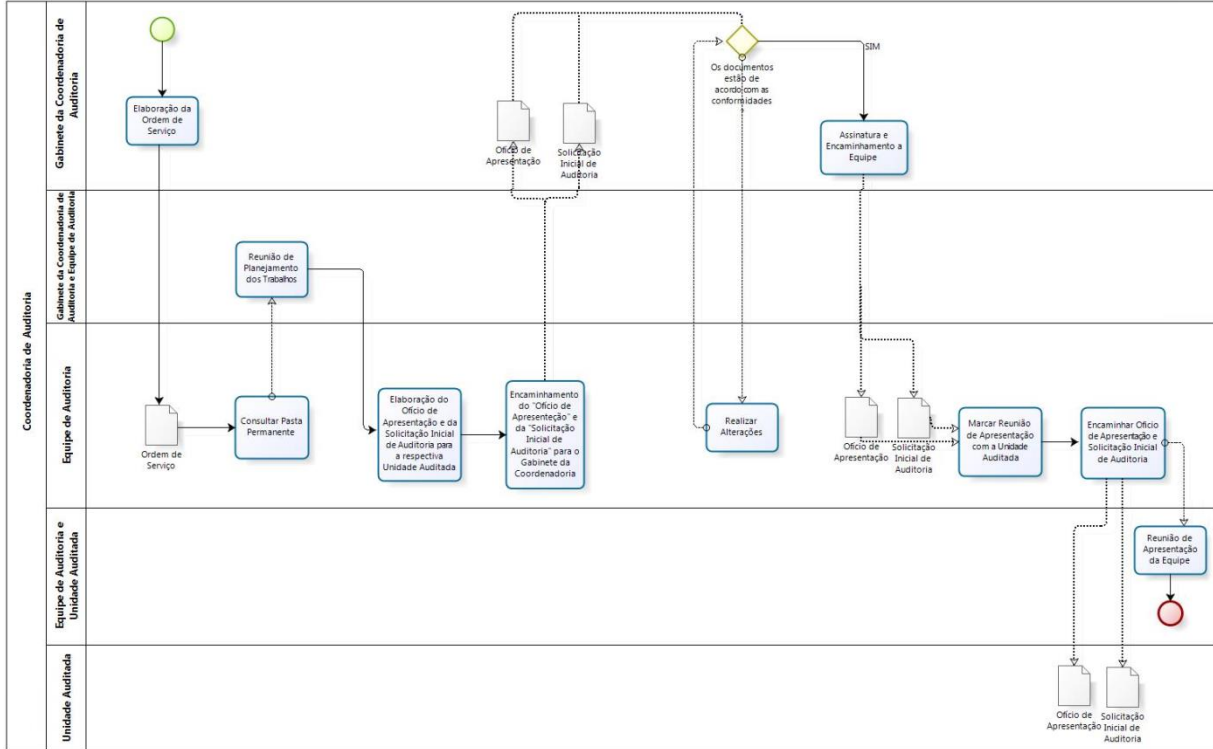 Coordenadoria de Auditoria
Gabinete da Coordenadoria de
Auditoria
Elaboração da
Ordem de
Serviço
Ofício de
Apresentação
Solicitação
Inicial de
Auditoria
Os documentos
estão de
acordo com as
conformidades
?
SIM
Assinatura e
Encaminhamento a
Equipe
Gabinete da Coordenadoria de
Auditoria e Equipe de Auditoria
Reunião de
Planejamento
dos Trabalhos
Equipe de Auditoria
Ordem de
Serviço
Consultar Pasta
Permanente
Elaboração do
Ofício de
Apresentação e da
Solicitação Inicial
de Auditoria para
a respectiva
Unidade Auditada
Encaminhamento
do "Ofício de
Apresenteção" e
da "Solicitação
Inicial de
Auditoria" para o
Gabinete da
Coordenadoria
Realizar
Alterações
Ofício de
Apresentação
Solicitação
Inicial de
Auditoria
Marcar Reunião
de Apresentação
com a Unidade
Auditada
Encaminhar Ofício
de Apresentação e
Solicitação Inicial
de Auditoria
Equipe de Auditoria e
Unidade Auditada
Reunião de
Apresentação
da Equipe
Unidade Auditada
Ofício de
Apresentação
Solicitação
Inicial de
Auditoria